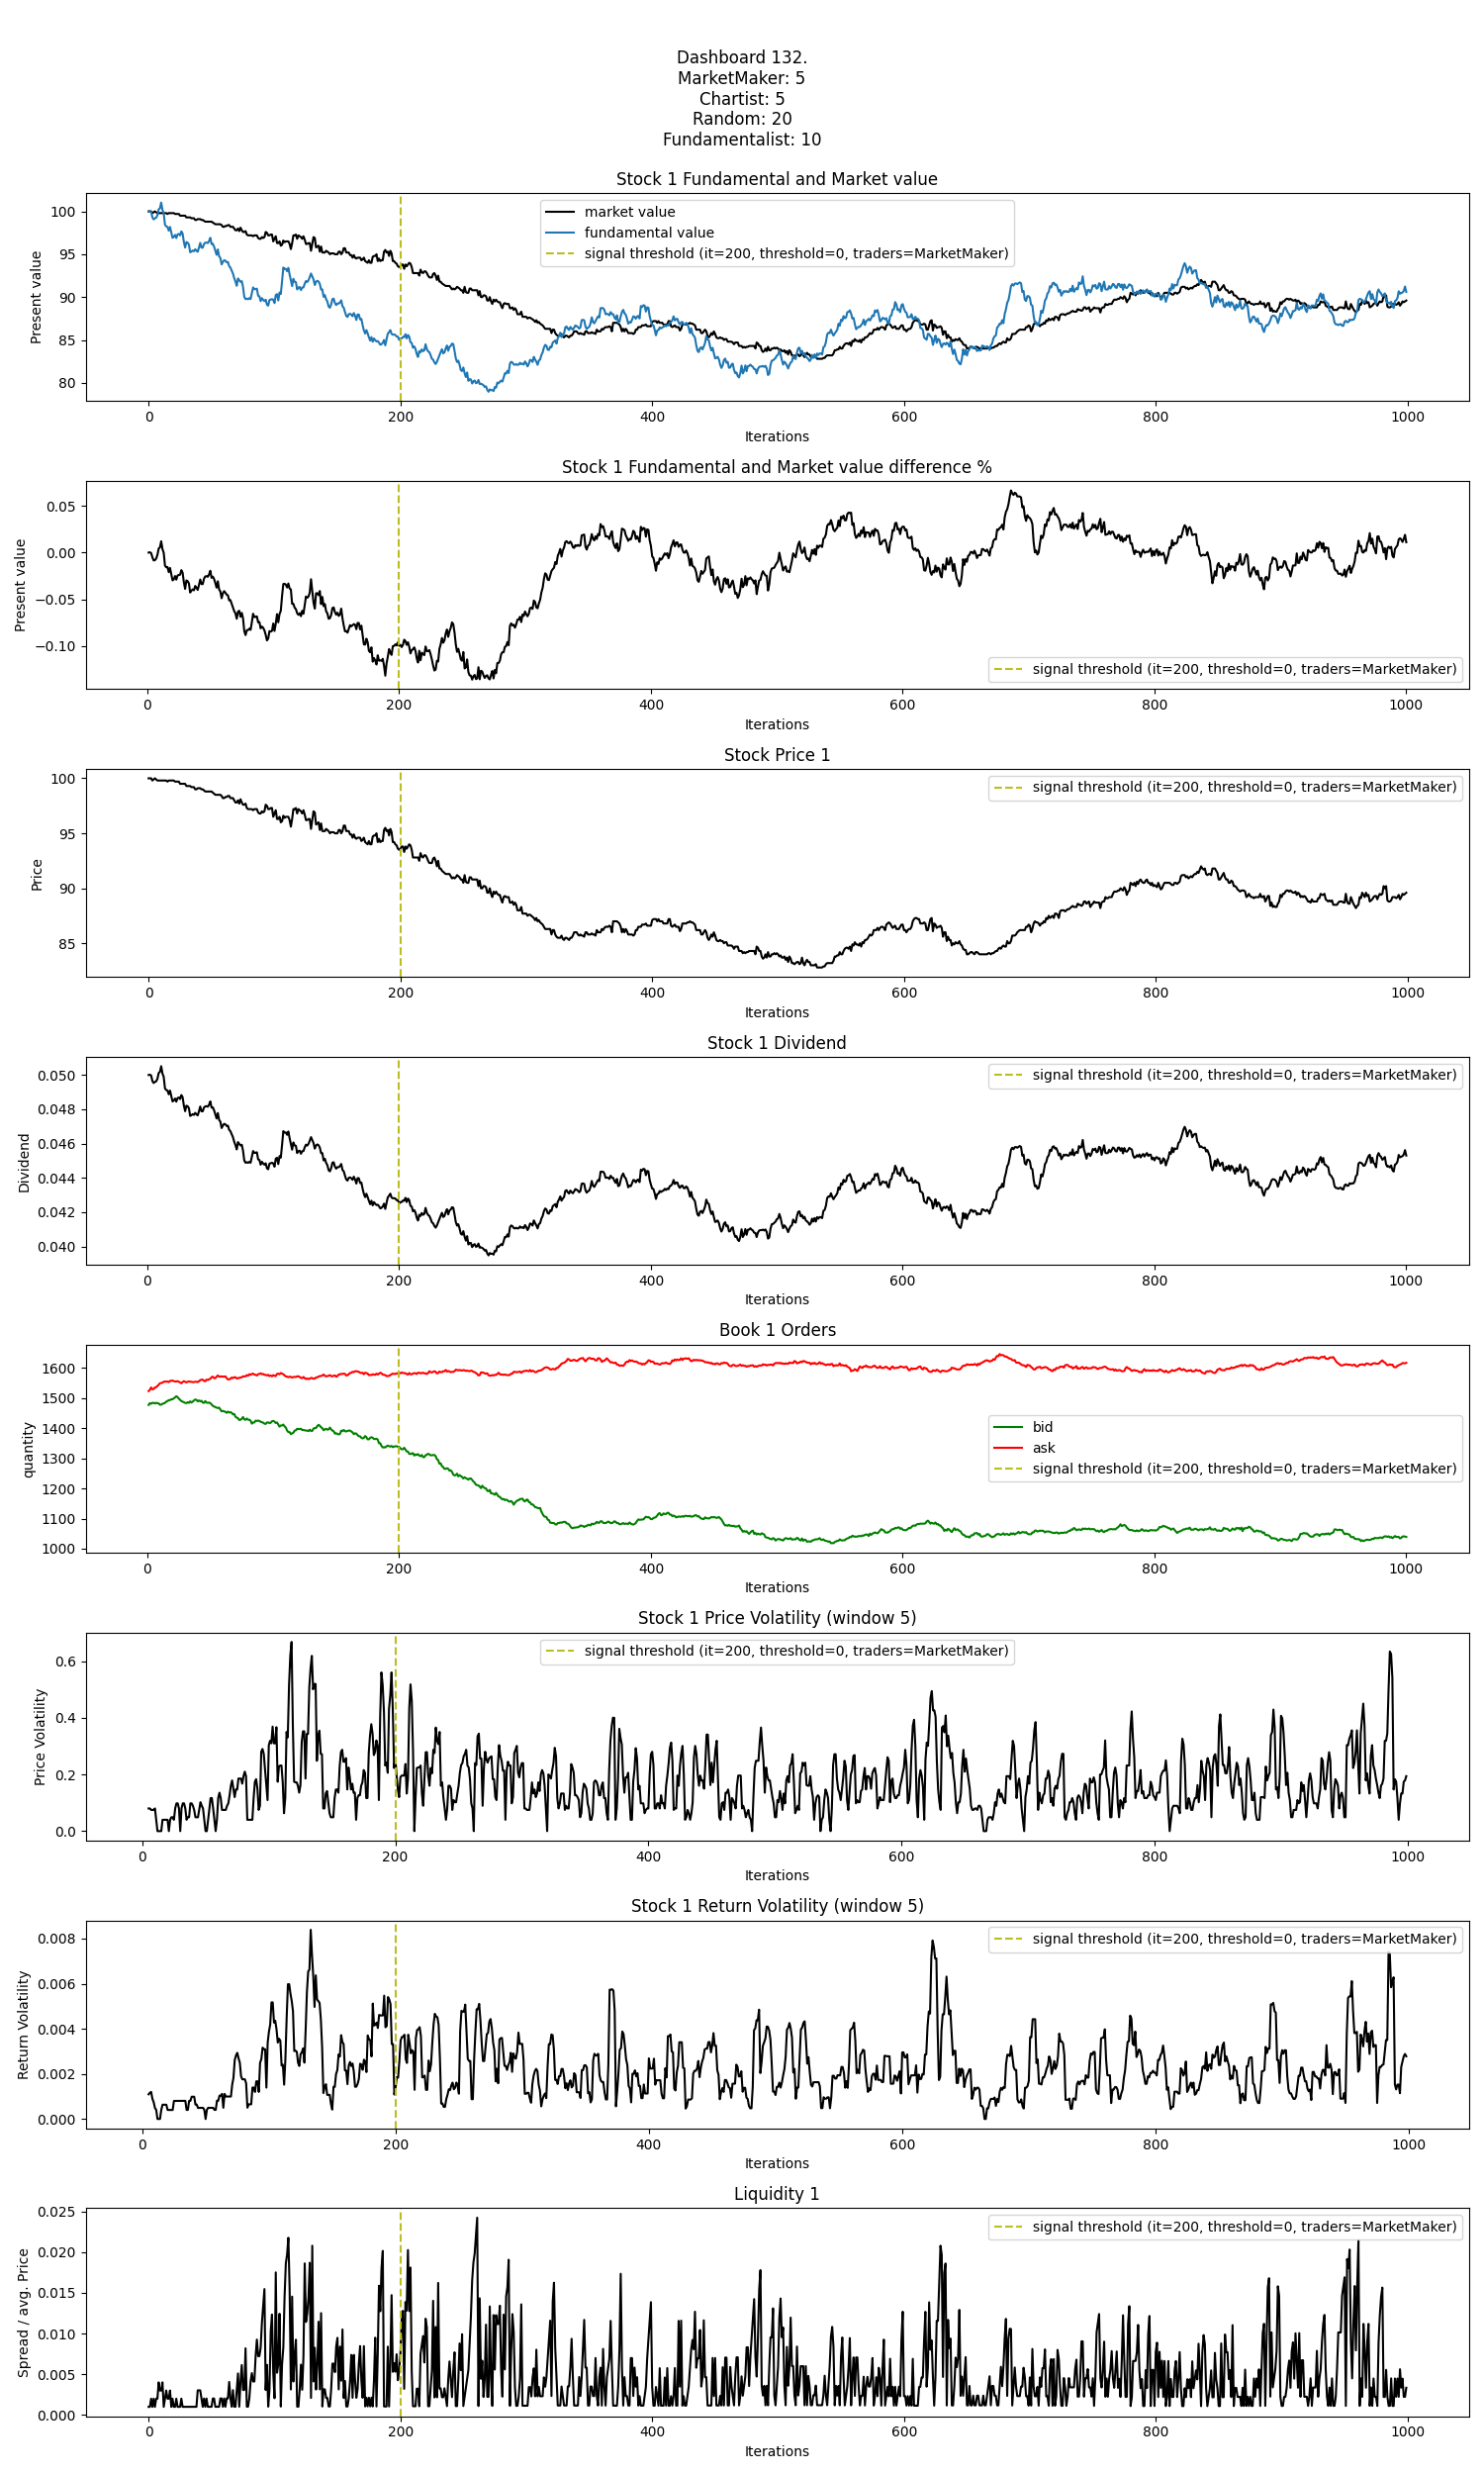 Dashboard 132.
MarketMaker: 5
Chartist: 5
Random: 20
Fundamentalist: 10
Stock 1 Fundamental and Market value
market value
fundamental value
signal threshold (it=200, threshold=0, traders=MarketMaker)
Present value
100
95
90
85
80
0 200 400 600 800 1000
Iterations
Stock 1 Fundamental and Market value difference %
Present value
0.05
0.00
−0.05
−0.10
signal threshold (it=200, threshold=0, traders=MarketMaker)
0 200 400 600 800 1000
Iterations
Stock Price 1
signal threshold (it=200, threshold=0, traders=MarketMaker)
Price
100
95
90
85
0 200 400 600 800 1000
Iterations
Stock 1 Dividend
signal threshold (it=200, threshold=0, traders=MarketMaker)
Dividend
0.050
0.048
0.046
0.044
0.042
0.040
0 200 400 600 800 1000
Iterations
Book 1 Orders
quantity
1600
1500
1400
1300
1200
1100
1000
bid
ask
signal threshold (it=200, threshold=0, traders=MarketMaker)
0 200 400 600 800 1000
Iterations
Stock 1 Price Volatility (window 5)
signal threshold (it=200, threshold=0, traders=MarketMaker)
Price Volatility
0.6
0.4
0.2
0.0
0 200 400 600 800 1000
Iterations
Stock 1 Return Volatility (window 5)
signal threshold (it=200, threshold=0, traders=MarketMaker)
Return Volatility
0.008
0.006
0.004
0.002
0.000
0 200 400 600 800 1000
Iterations
Liquidity 1
signal threshold (it=200, threshold=0, traders=MarketMaker)
Spread / avg. Price
0.025
0.020
0.015
0.010
0.005
0.000
0 200 400 600 800 1000
Iterations